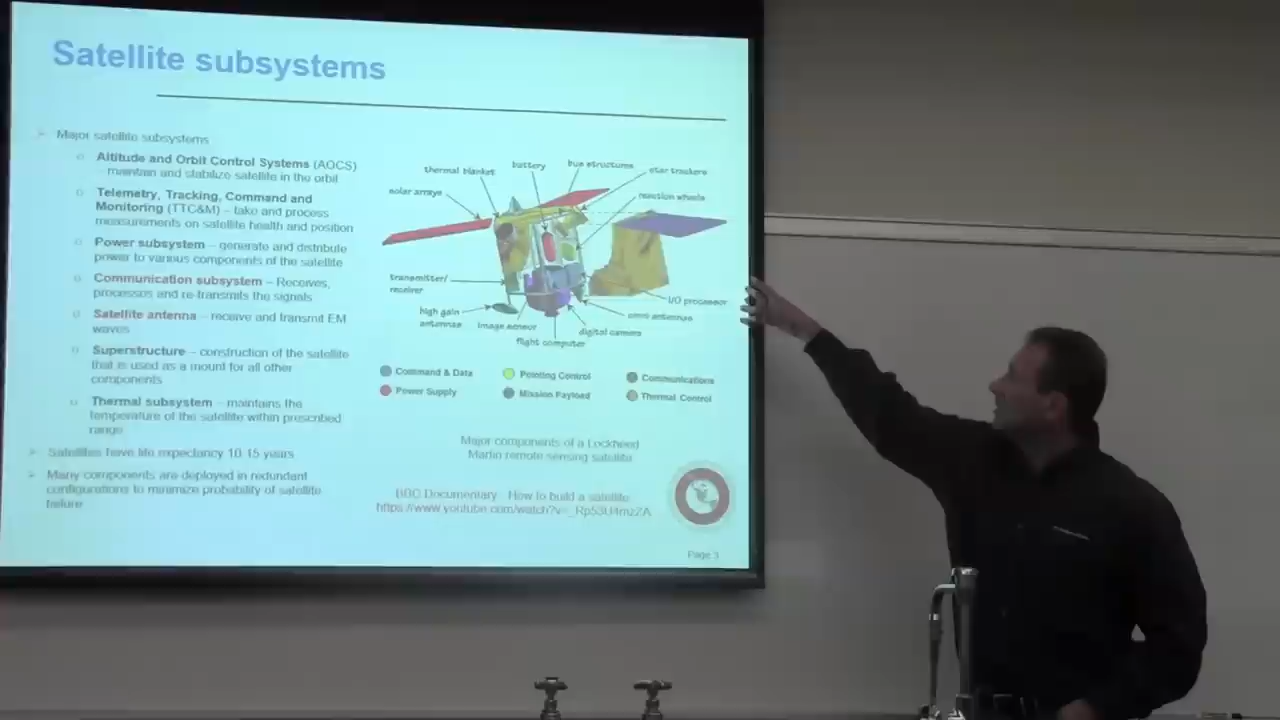 Satellite subsystems
Major satellite subsystems
Altitude and Orbit Control Systems (AOCS)
– maintain and stabilize satellite in the orbit
Telemetry, Tracking, Command and
Monitoring (TTC&M) – take and process
measurements on satellite health and position
Power subsystem – generate and distribute
power to various components of the satellite
Communication subsystem – Receives,
processes and re-transmits the signals
Satellite antenna – receive and transmit EM
waves
Superstructure – construction of the satellite
that is used as a mount for all other
components
Thermal subsystem – maintains the
temperature of the satellite within prescribed
range
Satellites have life expectancy 10-15 years
Many components are deployed in redundant
configurations to minimize probability of satellite
failure
thermal blanket
battery
bus structures
star trackers
solar arrays
reaction wheels
transmitter/
receiver
I/O processor
high gain
antennae
image sensor
omni antennas
digital camera
flight computer
Command & Data
Pointing Control
Communications
Power Supply
Mission Payload
Thermal Control
Major components of a Lockheed
Martin remote sensing satellite
BBC Documentary: How to build a satellite
https://www.youtube.com/watch?v=
Page 3